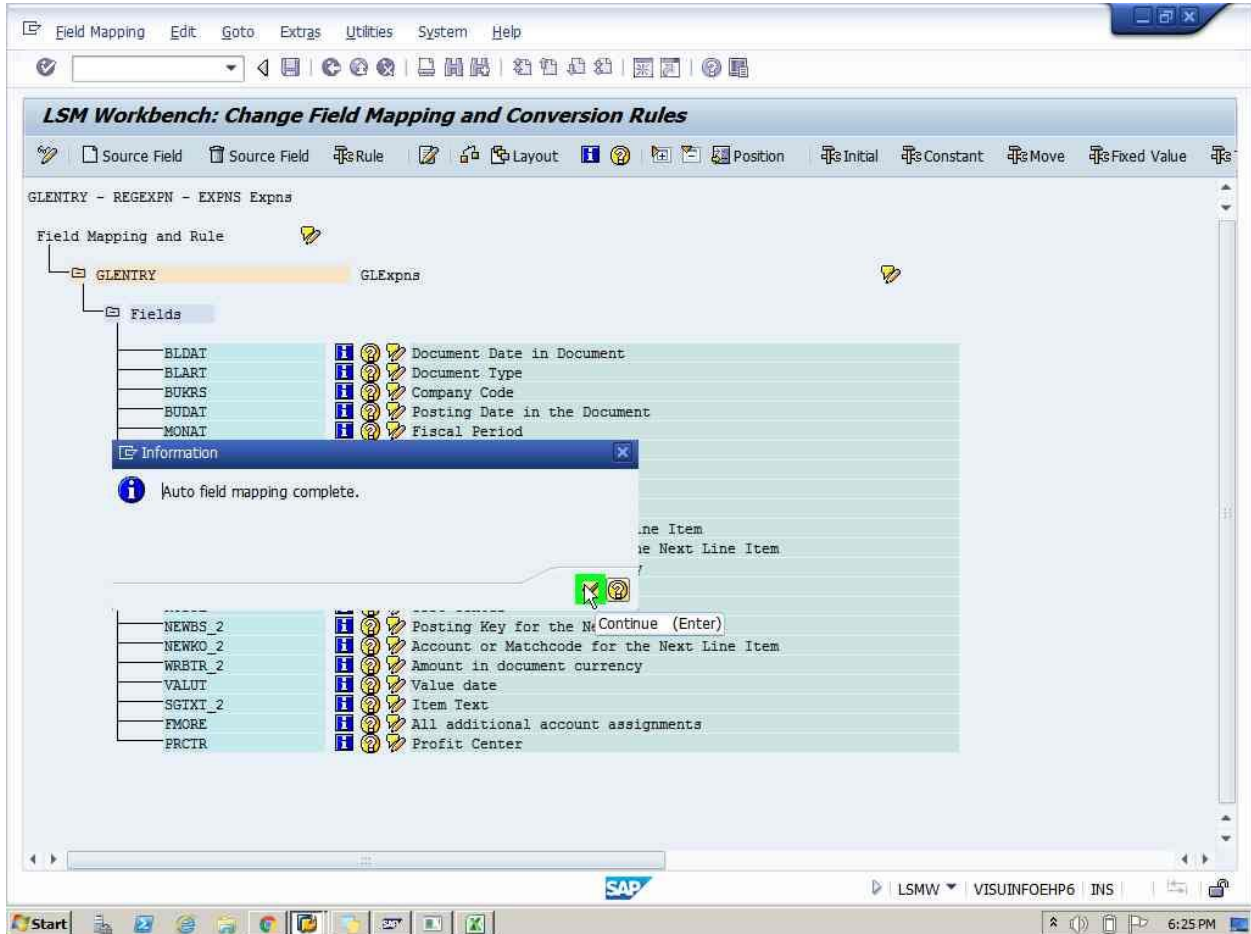 Field Mapping Edit Goto Extras Utilities System Help
LSM Workbench: Change Field Mapping and Conversion Rules
Source Field Source Field Rule Layout Position Initial Constant Move Fixed Value
GLENTRY - REGEXPN - EXPNS Expns
Field Mapping and Rule
GLENTRY GLExpns
Fields
BLDAT Document Date in Document
BLART Document Type
BUKRS Company Code
BUDAT Posting Date in the Document
MONAT Fiscal Period
Information
Auto field mapping complete.
Line Item
Next Line Item
Continue (Enter)
NEWBS_2 Posting Key for the
NEWKO_2 Account or Matchcode for the Next Line Item
WRBTR_2 Amount in document currency
VALUT Value date
SGTXT_2 Item Text
FMORE All additional account assignments
PRCTR Profit Center
SAP
LSMW VISUINFOEHP6 INS
Start 6:25 PM